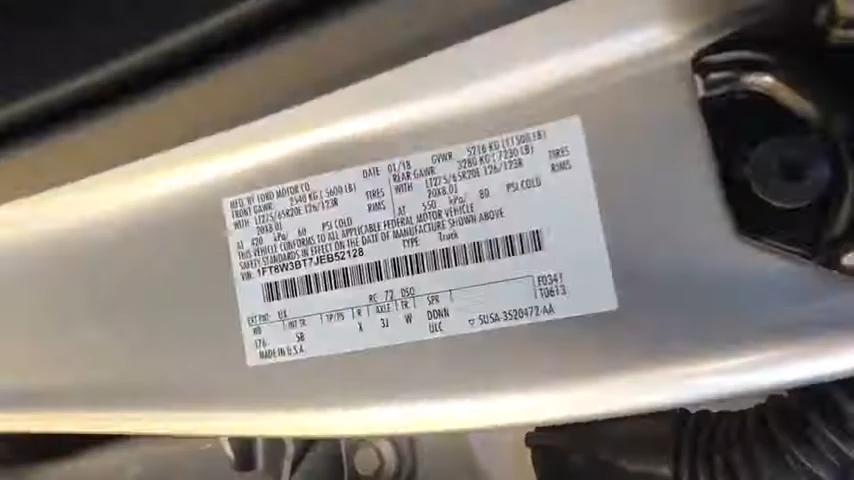 MFD. BY FORD MOTOR CO.
DATE 01/18 GVWR 5216 KG (11500 LB)
FRONT GAWR 2540 KG (5600 LB) REAR GAWR 3280 KG (7230 LB)
WITH LT275/65R20E 126/123R TIRES WITH LT275/65R20E 126/123R TIRES
20X8.0J RIMS 20X8.0J RIMS
AT 420 kPa/ 60 PSI COLD AT 550 kPa/ 80 PSI COLD
THIS VEHICLE CONFORMS TO ALL APPLICABLE FEDERAL MOTOR VEHICLE
SAFETY STANDARDS IN EFFECT ON THE DATE OF MANUFACTURE SHOWN ABOVE
VIN: 1FT8W3BT7JEB52128 TYPE Truck
F0341
T0613
EXT PNT: UX RC 72 DSO
WB INT TR TP/PS R AXLE TR SPR
176 SB X 3J W DDNN
ULC
MADE IN U.S.A. 5U5A-3520472-AA